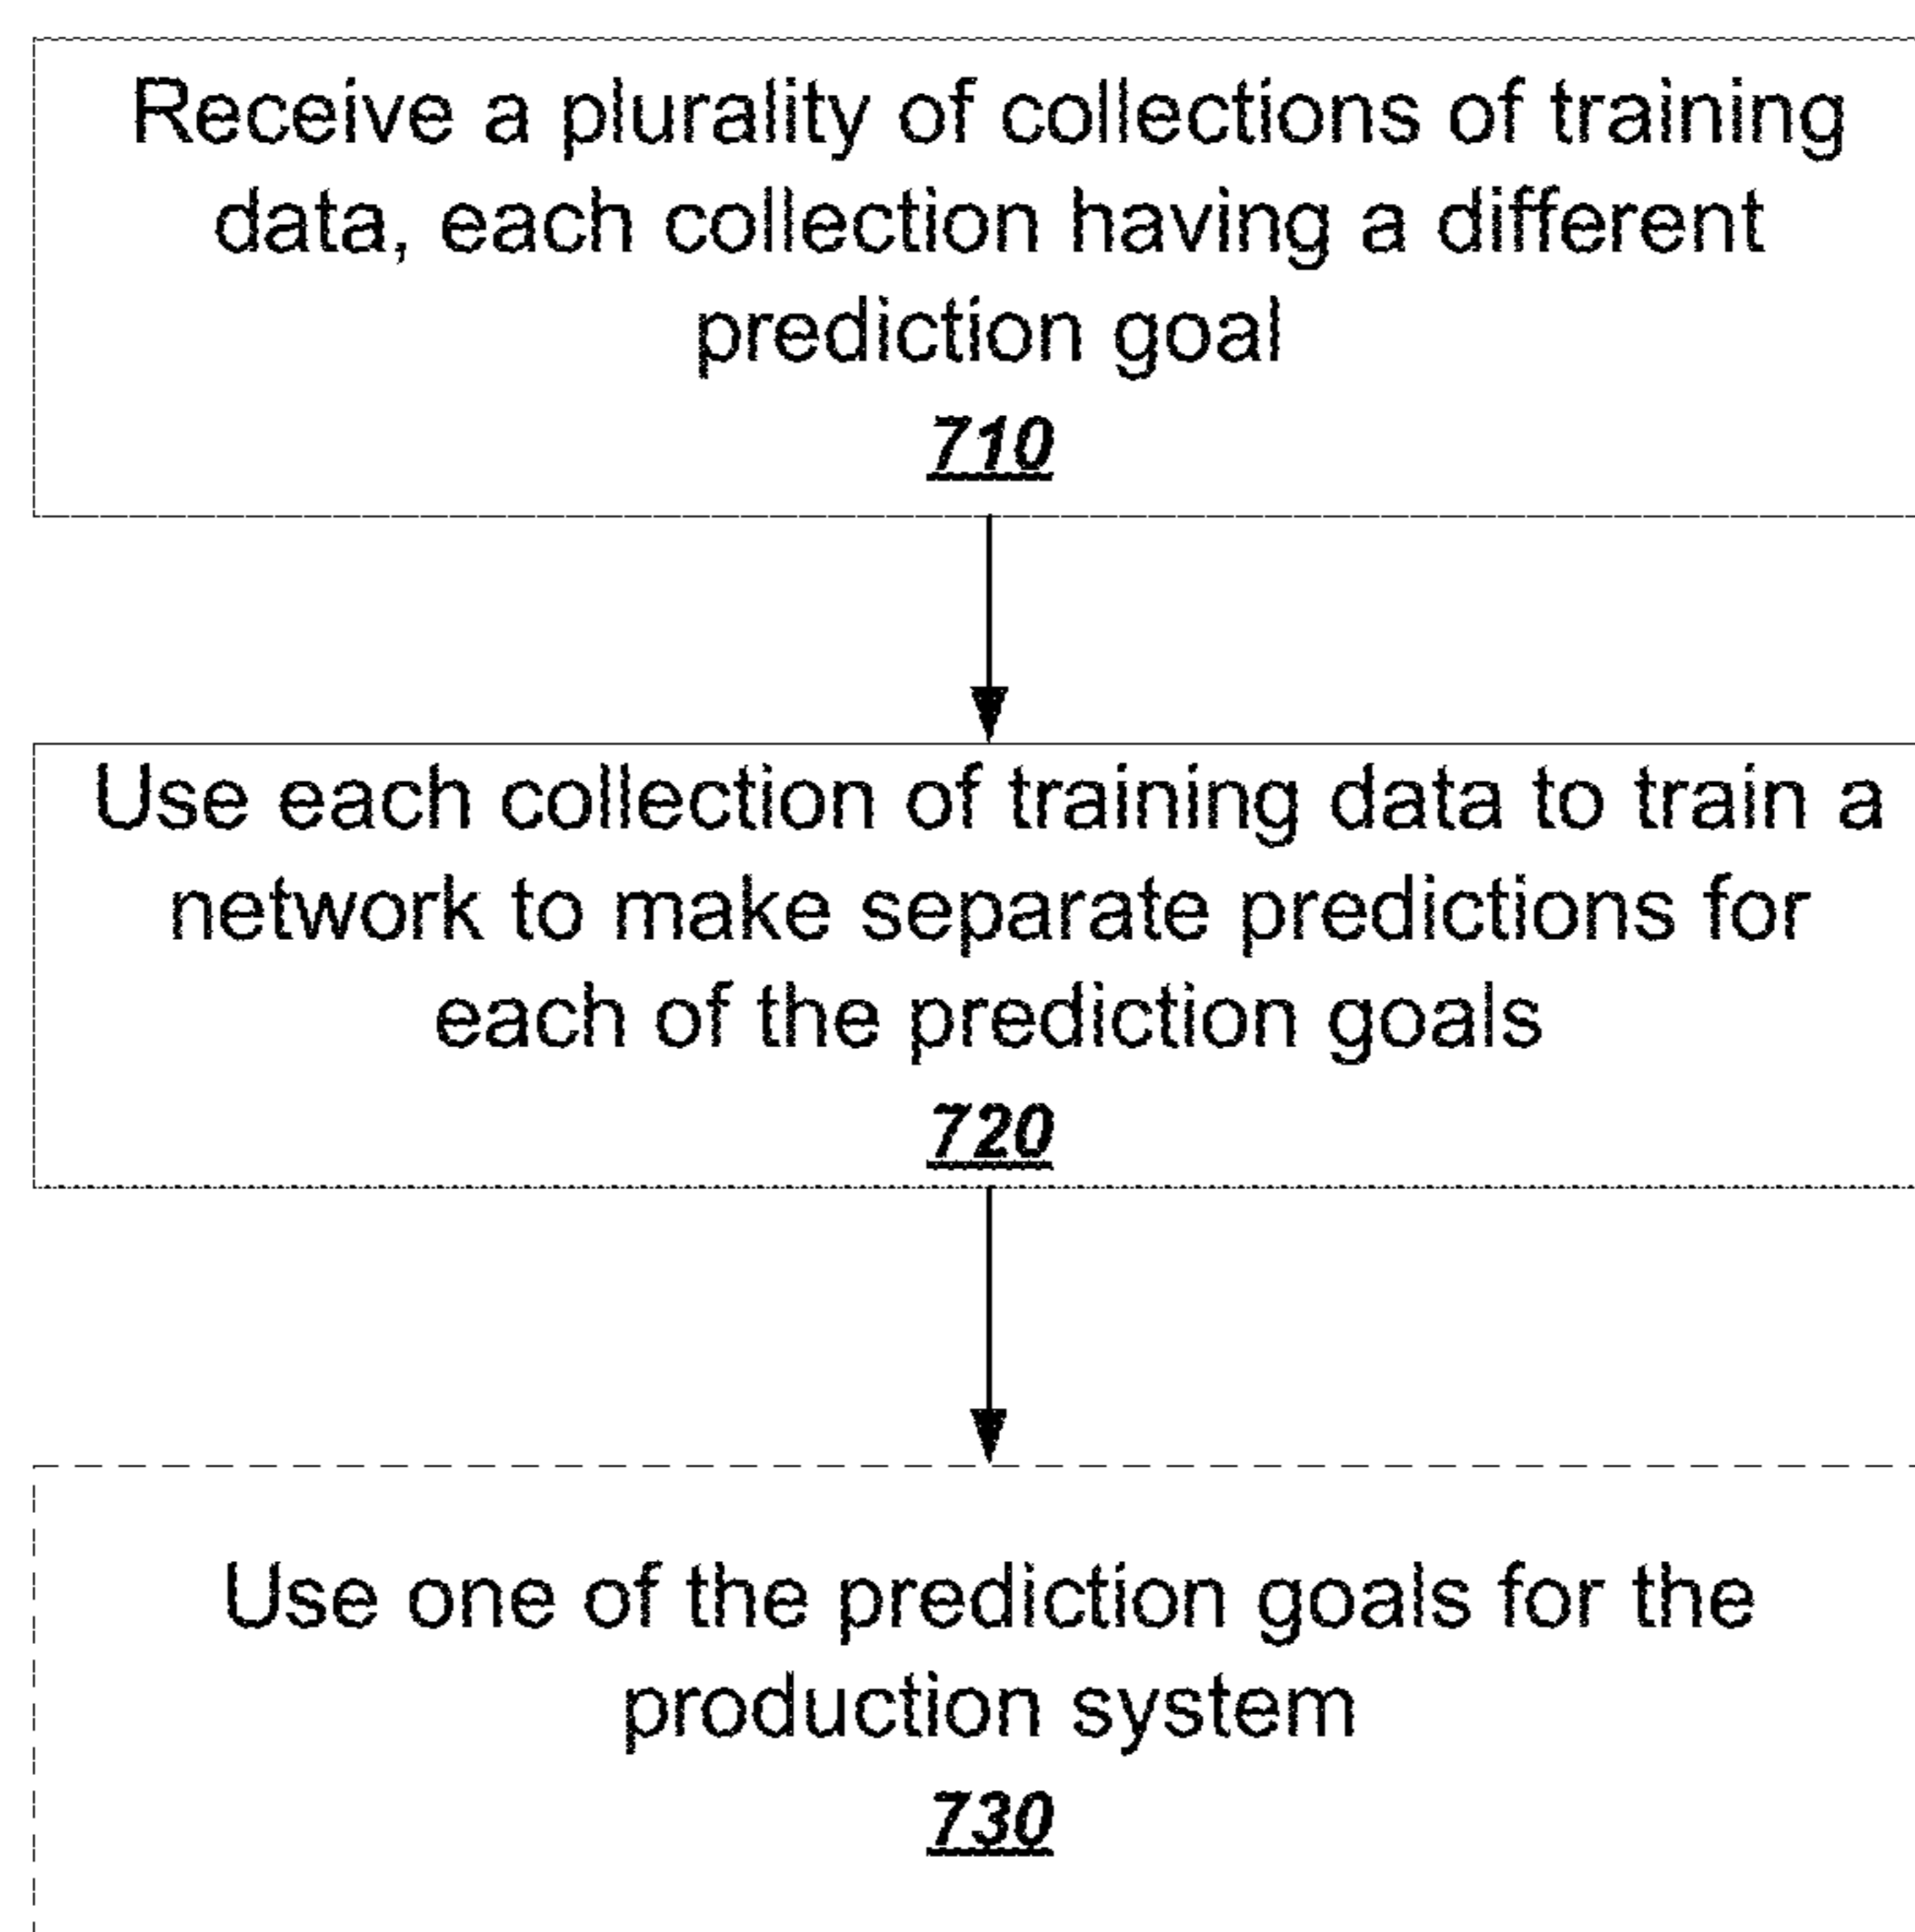 Receive a plurality of collections of training
data, each collection having a different
prediction goal
710
Use each collection of training data to train a
network to make separate predictions for
each of the prediction goals
720
Use one of the prediction goals for the
production system
730